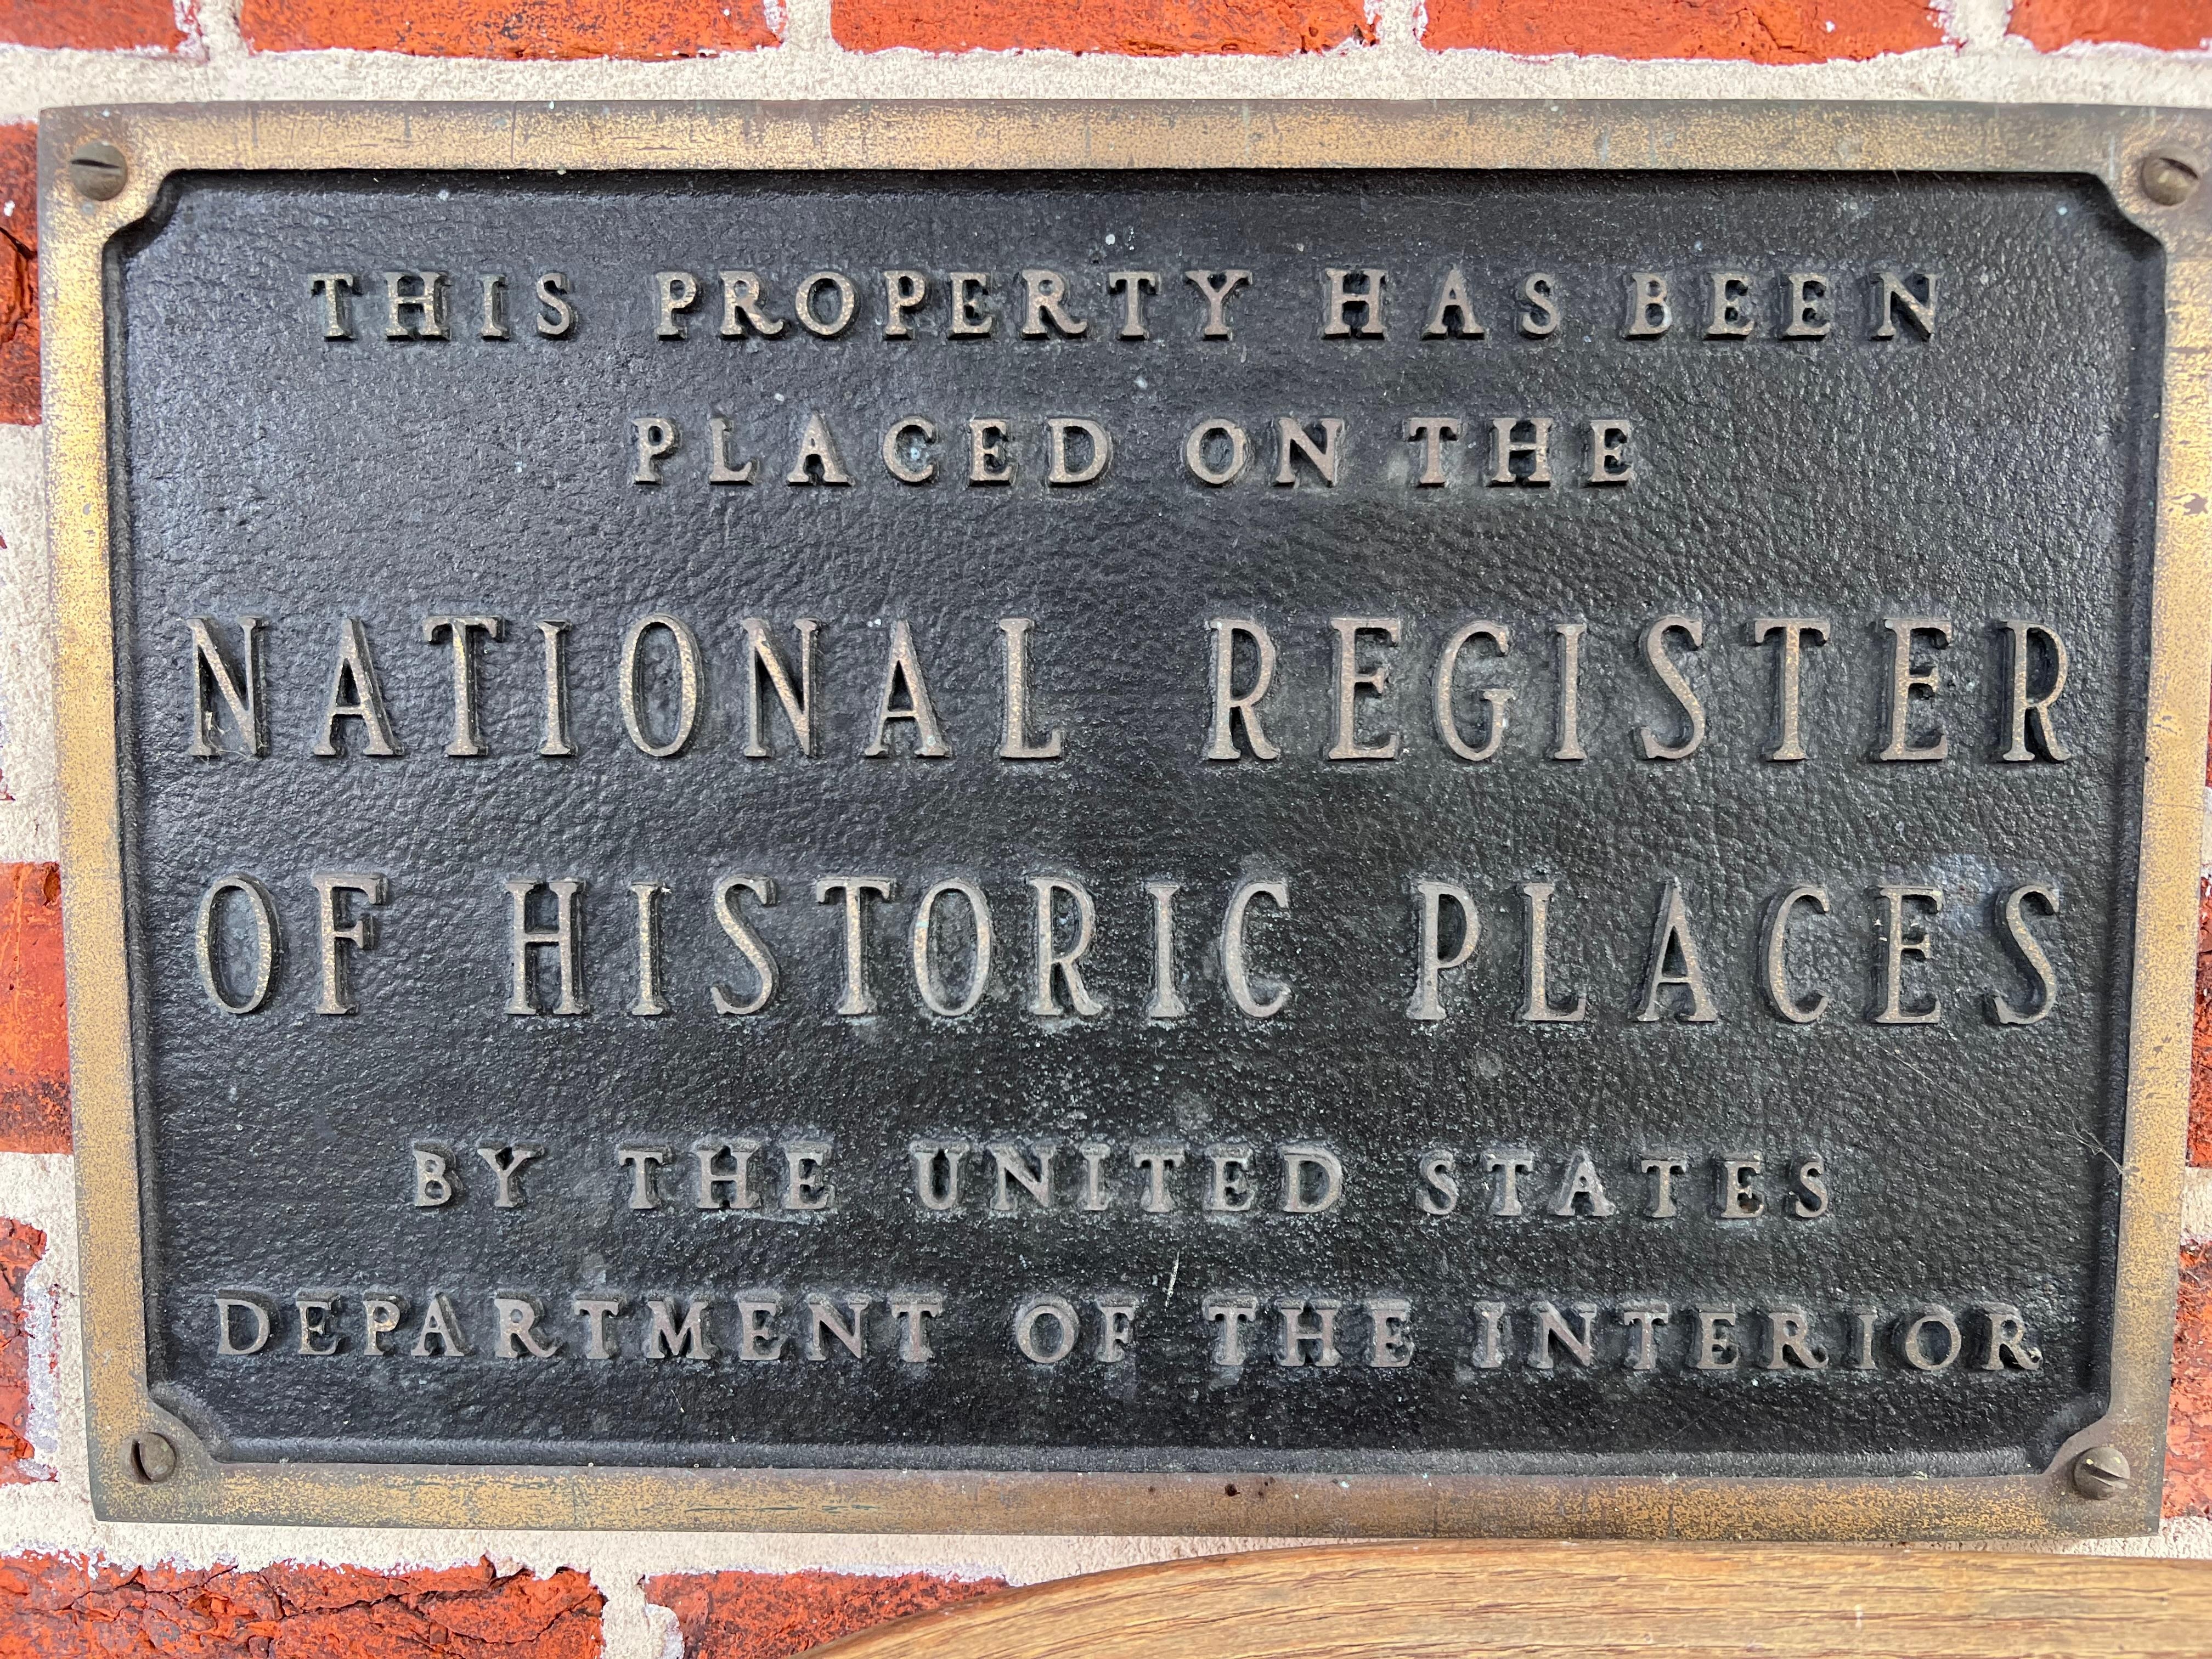 THIS PROPERTY HAS BEEN
PLACED ON THE
NATIONAL REGISTER
OF HISTORIC PLACES
BY THE UNITED STATES
DEPARTMENT OF THE INTERIOR